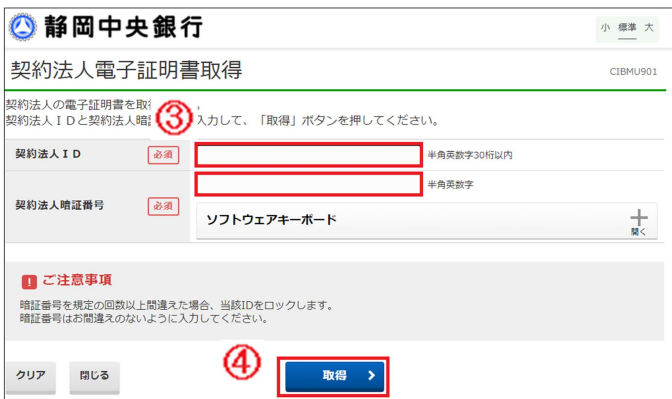 静岡中央銀行
小 標準 大
契約法人電子証明書取得
CIBMU901
契約法人の電子証明書を取
契約法人IDと契約法人暗 入力して、「取得」ボタンを押してください。
③
契約法人ID 必須 半角英数字30桁以内
半角英数字
契約法人暗証番号 必須
ソフトウェアキーボード
開く
! ご注意事項
暗証番号を規定の回数以上間違えた場合、当該IDをロックします。
暗証番号はお間違えのないように入力してください。
④
クリア 閉じる 取得